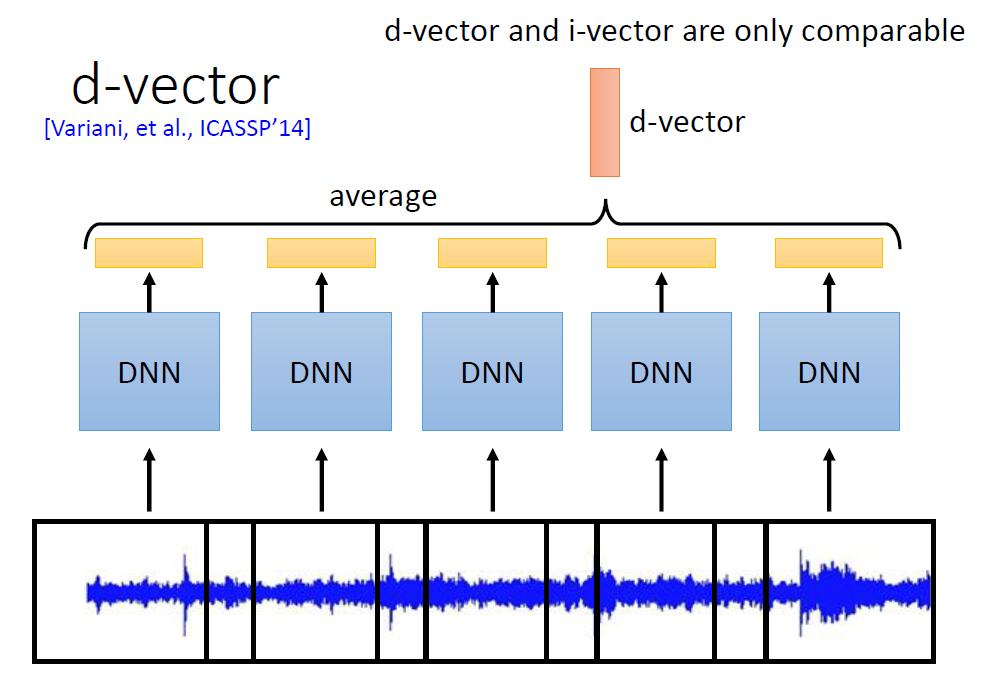 d-vector and i-vector are only comparable
d-vector
[Variani, et al., ICASSP’14]
d-vector
average
DNN
DNN
DNN
DNN
DNN